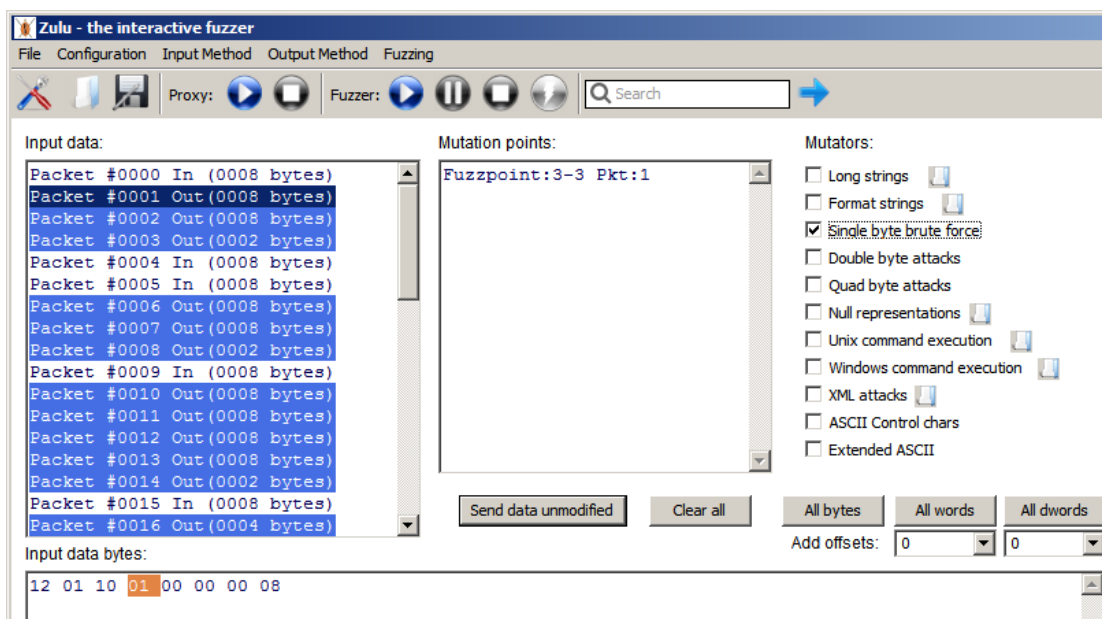 Zulu - the interactive fuzzer
File Configuration Input Method Output Method Fuzzing
Proxy: Fuzzer: Search
Input data: Mutation points: Mutators:
Packet #0000 In (0008 bytes)
Packet #0001 Out(0008 bytes)
Packet #0002 Out(0008 bytes)
Packet #0003 Out(0002 bytes)
Packet #0004 In (0008 bytes)
Packet #0005 In (0008 bytes)
Packet #0006 Out(0008 bytes)
Packet #0007 Out(0008 bytes)
Packet #0008 Out(0002 bytes)
Packet #0009 In (0008 bytes)
Packet #0010 Out(0008 bytes)
Packet #0011 Out(0008 bytes)
Packet #0012 Out(0008 bytes)
Packet #0013 Out(0008 bytes)
Packet #0014 Out(0002 bytes)
Packet #0015 In (0008 bytes)
Packet #0016 Out(0004 bytes)
Fuzzpoint:3-3 Pkt:1
Long strings
Format strings
Single byte brute force
Double byte attacks
Quad byte attacks
Null representations
Unix command execution
Windows command execution
XML attacks
ASCII Control chars
Extended ASCII
Send data unmodified Clear all All bytes All words All dwords
Add offsets: 0 0
Input data bytes:
12 01 10 01 00 00 00 08